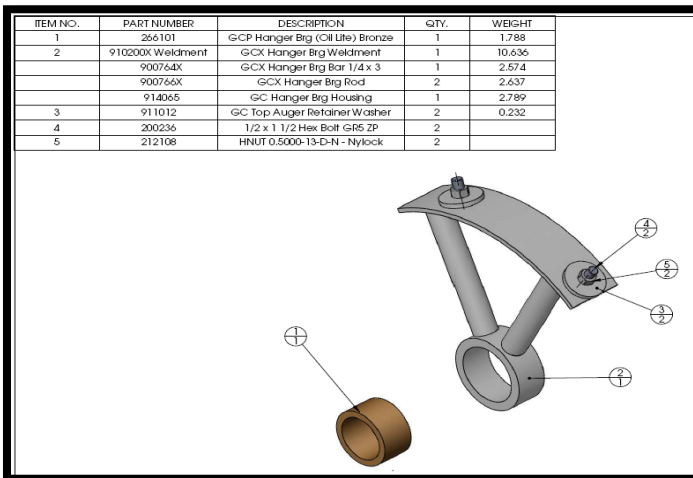 ITEM NO. PART NUMBER DESCRIPTION QTY. WEIGHT
1 266101 GCP Hanger Brg (Oil Lite) Bronze 1 1.788
2 910200X Weldment GCX Hanger Brg Weldment 1 10.636
900764X GCX Hanger Brg Bar 1/4 x 3 1 2.574
900766X GCX Hanger Brg Rod 2 2.637
914065 GC Hanger Brg Housing 1 2.789
3 911012 GC Top Auger Retainer Washer 2 0.232
4 200236 1/2 x 1 1/2 Hex Bolt GR5 ZP 2
5 212108 HNUT 0.5000-13-D-N - Nylock 2
4
2
5
2
3
2
1
1
2
1